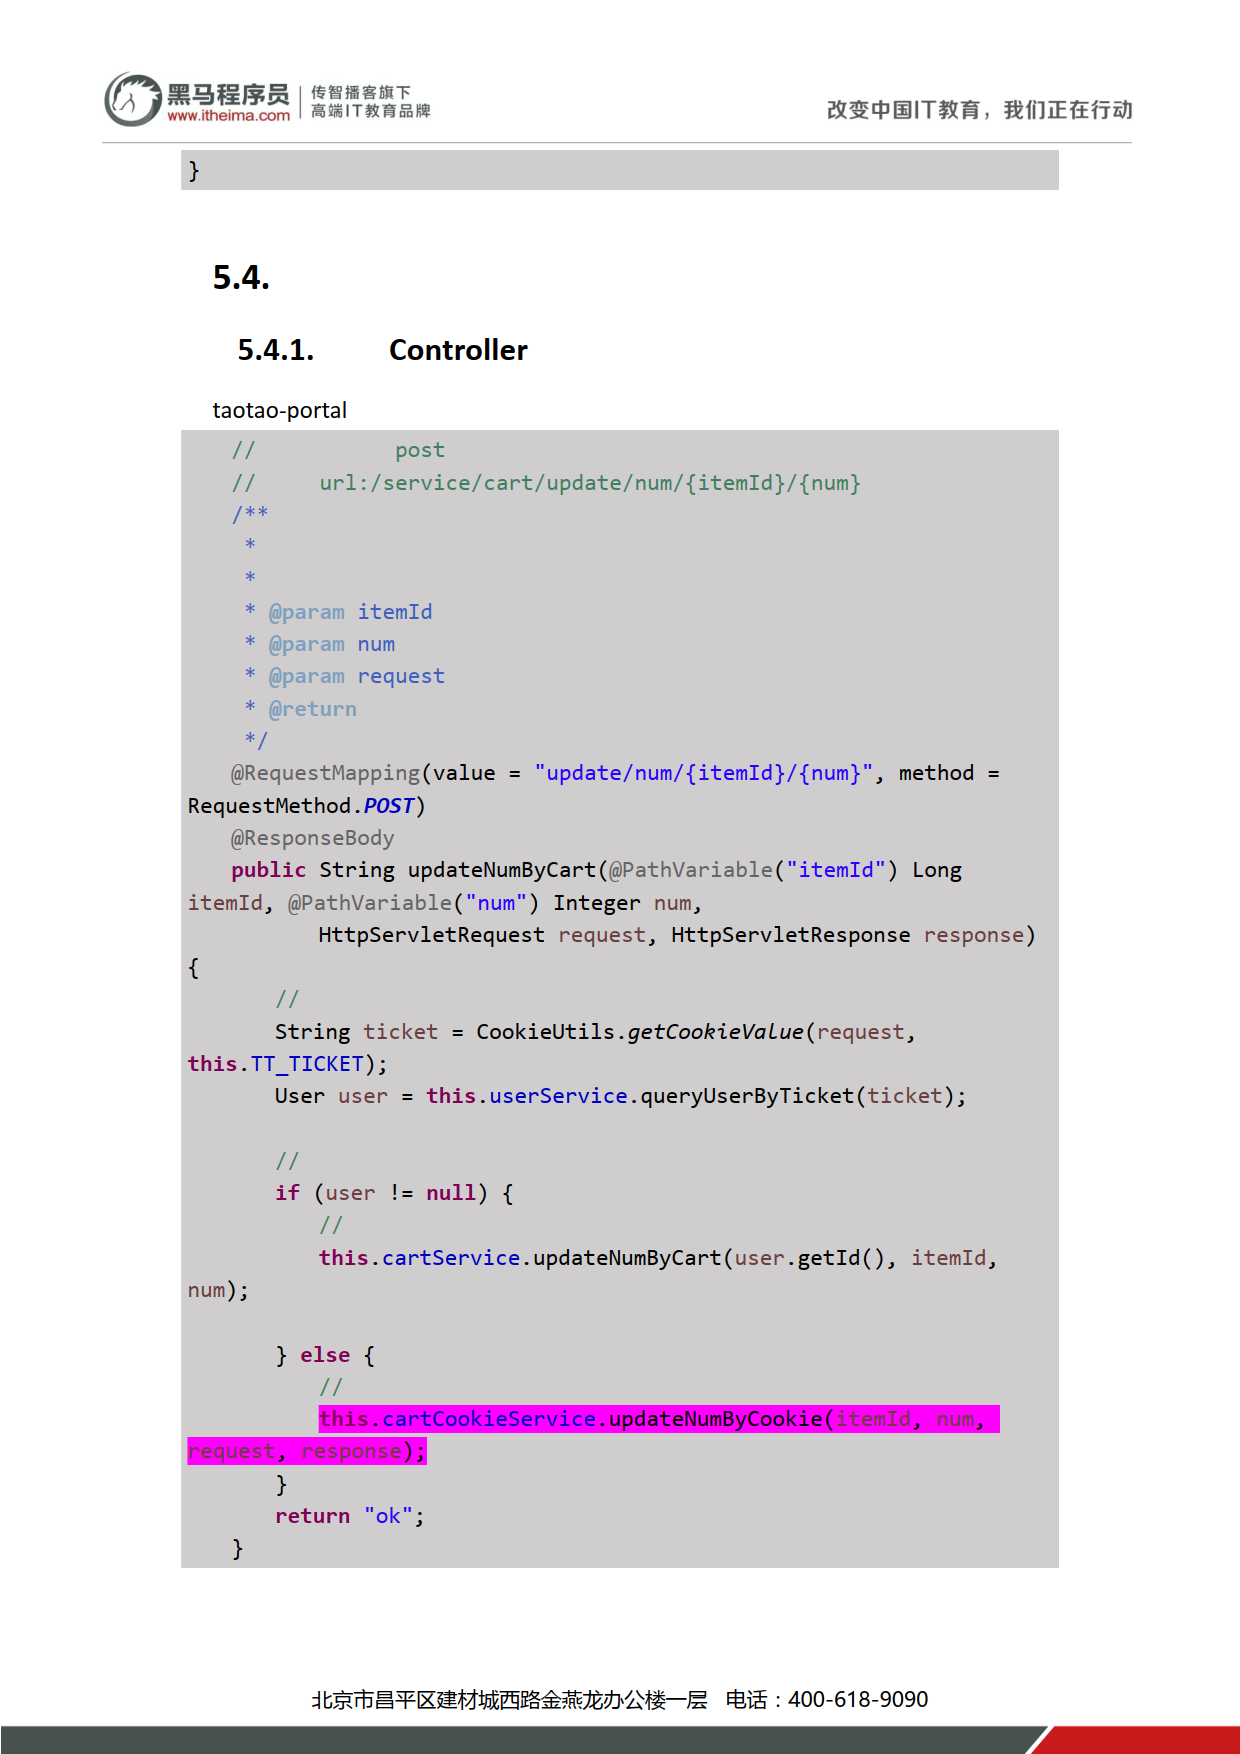 黑马程序员
www.itheima.com
传智播客旗下
高端IT教育品牌
改变中国IT教育，我们正在行动
}
5.4.
5.4.1. Controller
taotao-portal
// post
// url:/service/cart/update/num/{itemId}/{num}
/**
*
*
* @param itemId
* @param num
* @param request
* @return
*/
@RequestMapping(value = "update/num/{itemId}/{num}", method =
RequestMethod.POST)
@ResponseBody
public String updateNumByCart(@PathVariable("itemId") Long
itemId, @PathVariable("num") Integer num,
HttpServletRequest request, HttpServletResponse response)
{
//
String ticket = CookieUtils.getCookieValue(request,
this.TT_TICKET);
User user = this.userService.queryUserByTicket(ticket);
//
if (user != null) {
//
this.cartService.updateNumByCart(user.getId(), itemId,
num);
} else {
//
this.cartCookieService.updateNumByCookie(itemId, num,
request, response);
}
return "ok";
}
北京市昌平区建材城西路金燕龙办公楼一层 电话：400-618-9090